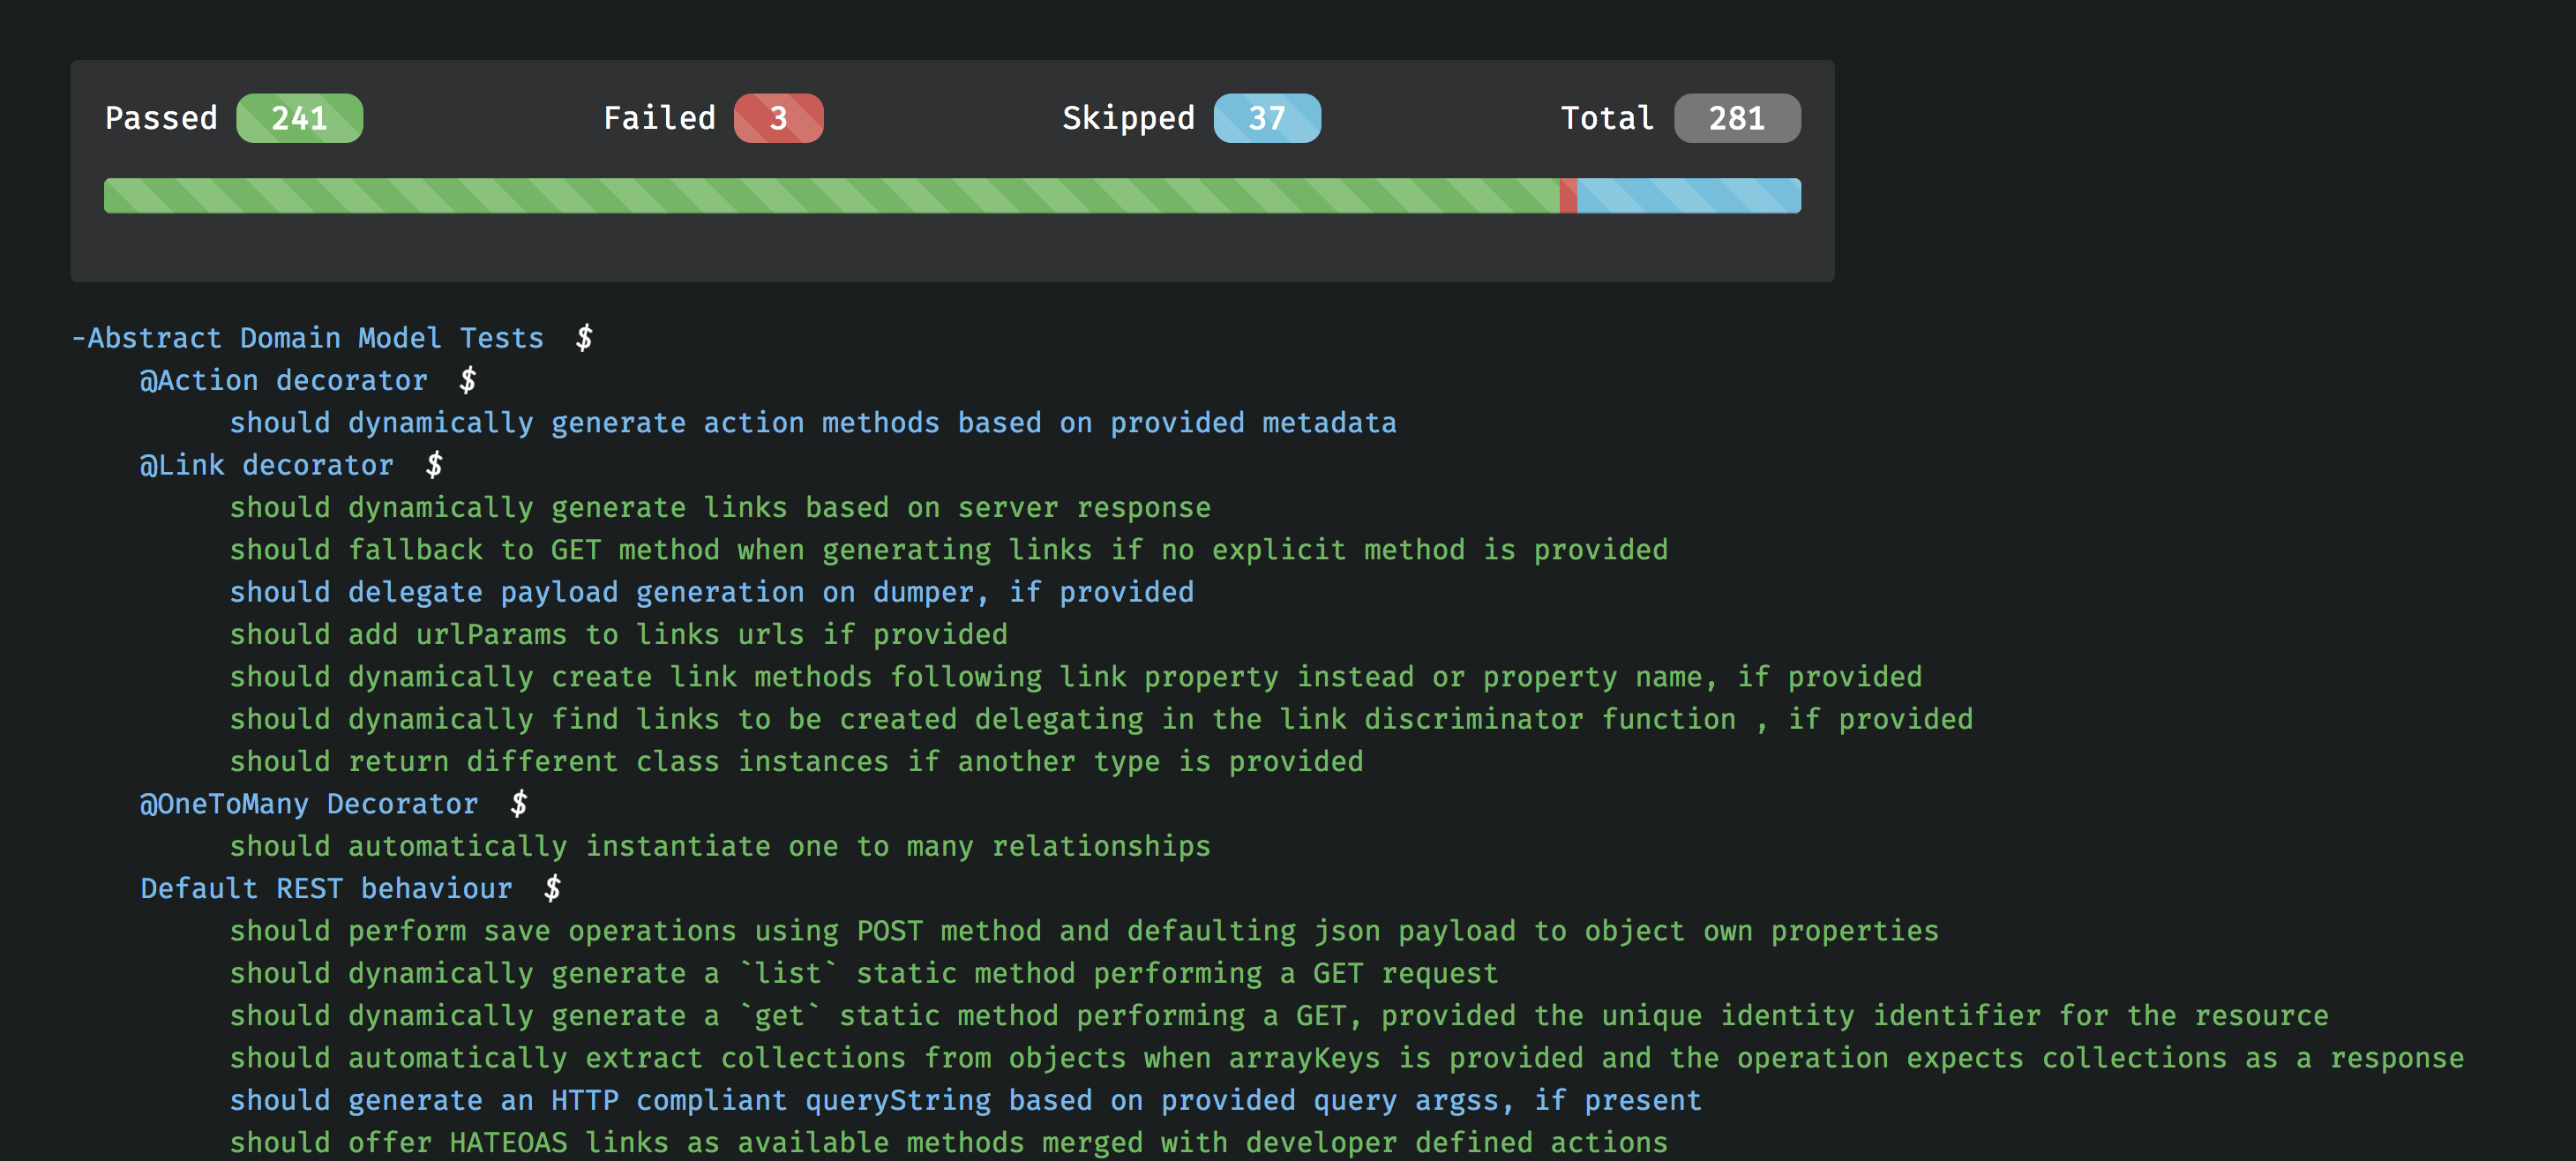 Passed 241 Failed 3 Skipped 37 Total 281
-Abstract Domain Model Tests $
@Action decorator $
should dynamically generate action methods based on provided metadata
@Link decorator $
should dynamically generate links based on server response
should fallback to GET method when generating links if no explicit method is provided
should delegate payload generation on dumper, if provided
should add urlParams to links urls if provided
should dynamically create link methods following link property instead or property name, if provided
should dynamically find links to be created delegating in the link discriminator function , if provided
should return different class instances if another type is provided
@OneToMany Decorator $
should automatically instantiate one to many relationships
Default REST behaviour $
should perform save operations using POST method and defaulting json payload to object own properties
should dynamically generate a `list` static method performing a GET request
should dynamically generate a `get` static method performing a GET, provided the unique identity identifier for the resource
should automatically extract collections from objects when arrayKeys is provided and the operation expects collections as a response
should generate an HTTP compliant queryString based on provided query argss, if present
should offer HATEOAS links as available methods merged with developer defined actions